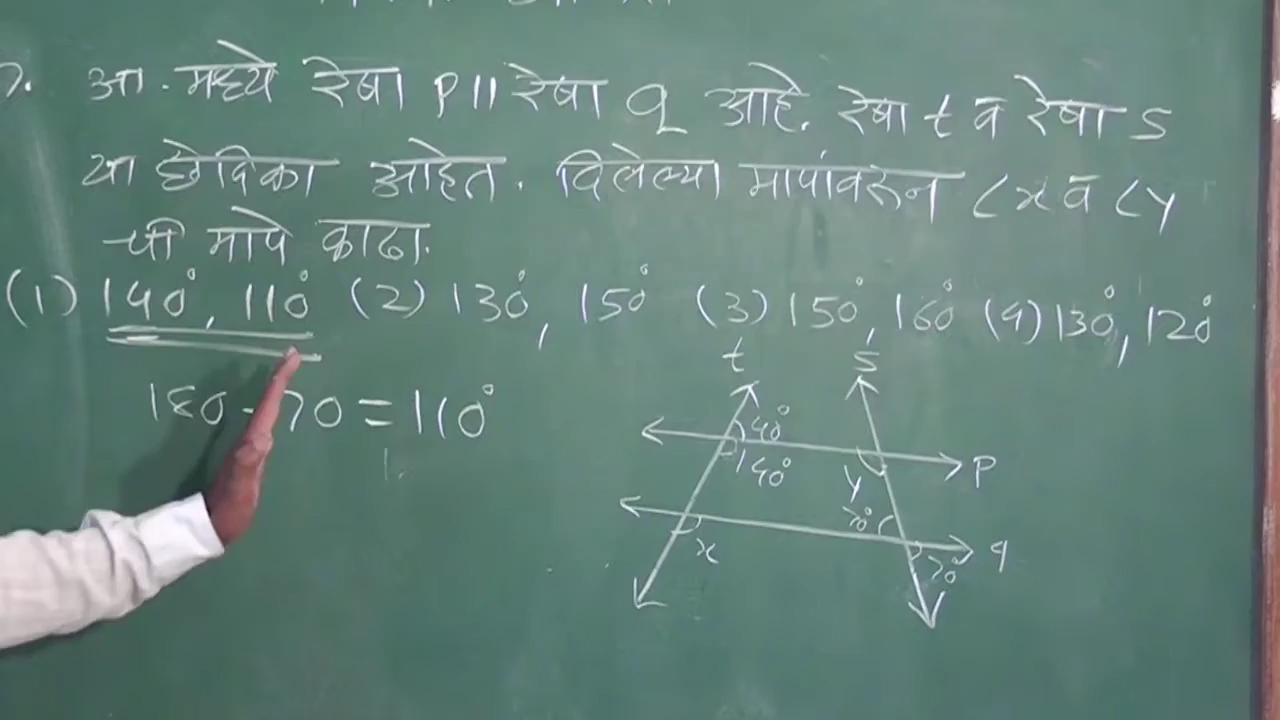 ७. आ. मध्ये रेषा P || रेषा q आहे. रेषा t व रेषा s
या छेदिका आहेत. दिलेल्या मापांवरून ∠x व ∠y
ची मापे काढा.
(1) 140°, 110° (2) 130°, 150° (3) 150°, 160° (4) 130°, 120°
180 - 70 = 110°
t s
40°
140° y P
70°
x 70° q